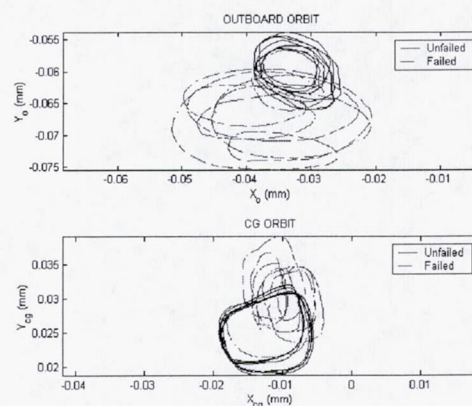 OUTBOARD ORBIT
Unfailed
Failed
-0.055
-0.06
-0.065
-0.07
-0.075
Y_o (mm)
-0.06 -0.05 -0.04 -0.03 -0.02 -0.01
X_o (mm)
CG ORBIT
Unfailed
Failed
0.035
0.03
0.025
0.02
Y_cg (mm)
-0.04 -0.03 -0.02 -0.01 0 0.01
X_cg (mm)